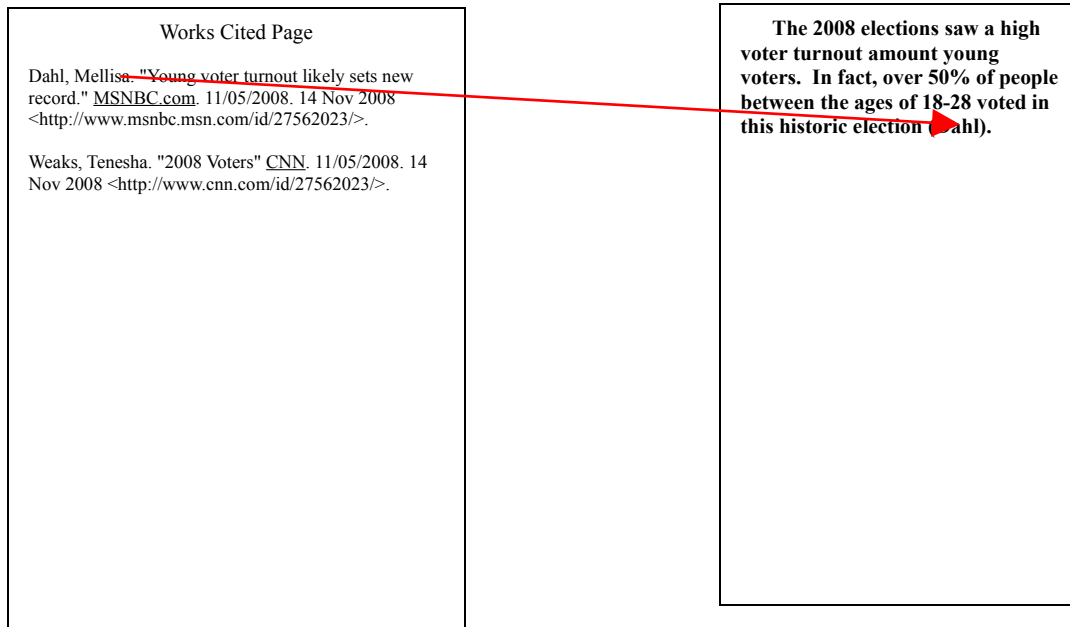 Works Cited Page
Dahl, Mellisa. "Young voter turnout likely sets new
record." MSNBC.com. 11/05/2008. 14 Nov 2008
<http://www.msnbc.msn.com/id/27562023/>.
Weaks, Tenesha. "2008 Voters" CNN. 11/05/2008. 14
Nov 2008 <http://www.cnn.com/id/27562023/>.
The 2008 elections saw a high
voter turnout amount young
voters. In fact, over 50% of people
between the ages of 18-28 voted in
this historic election (Dahl).